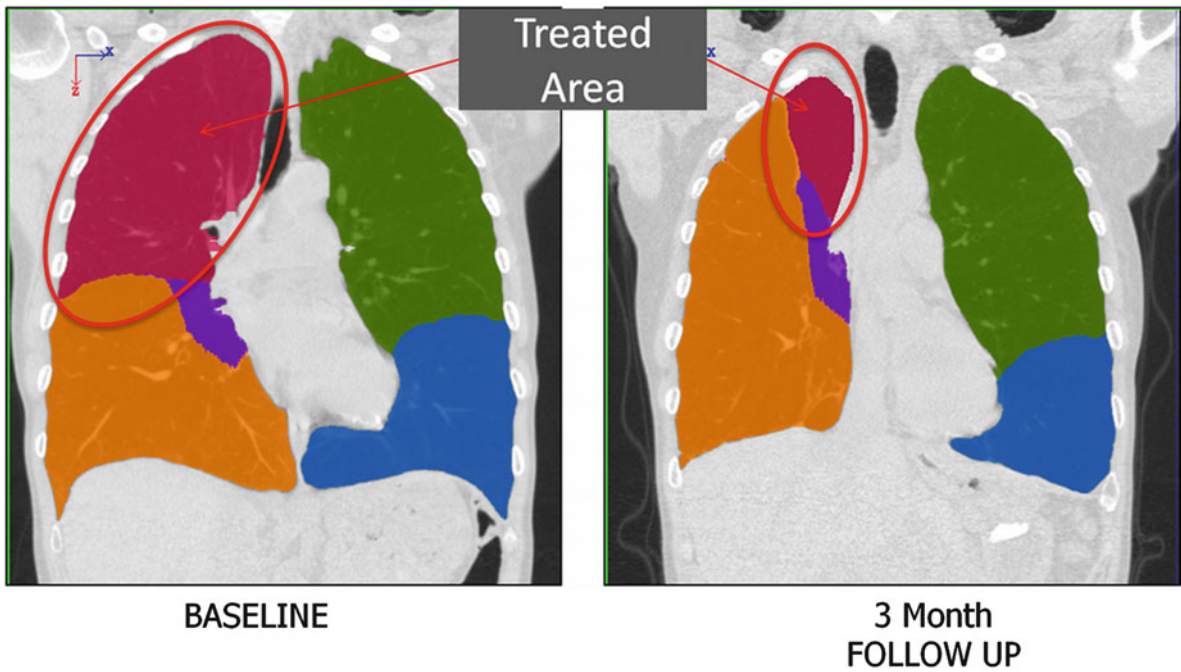 Treated
Area
x
z
x
BASELINE
3 Month
FOLLOW UP